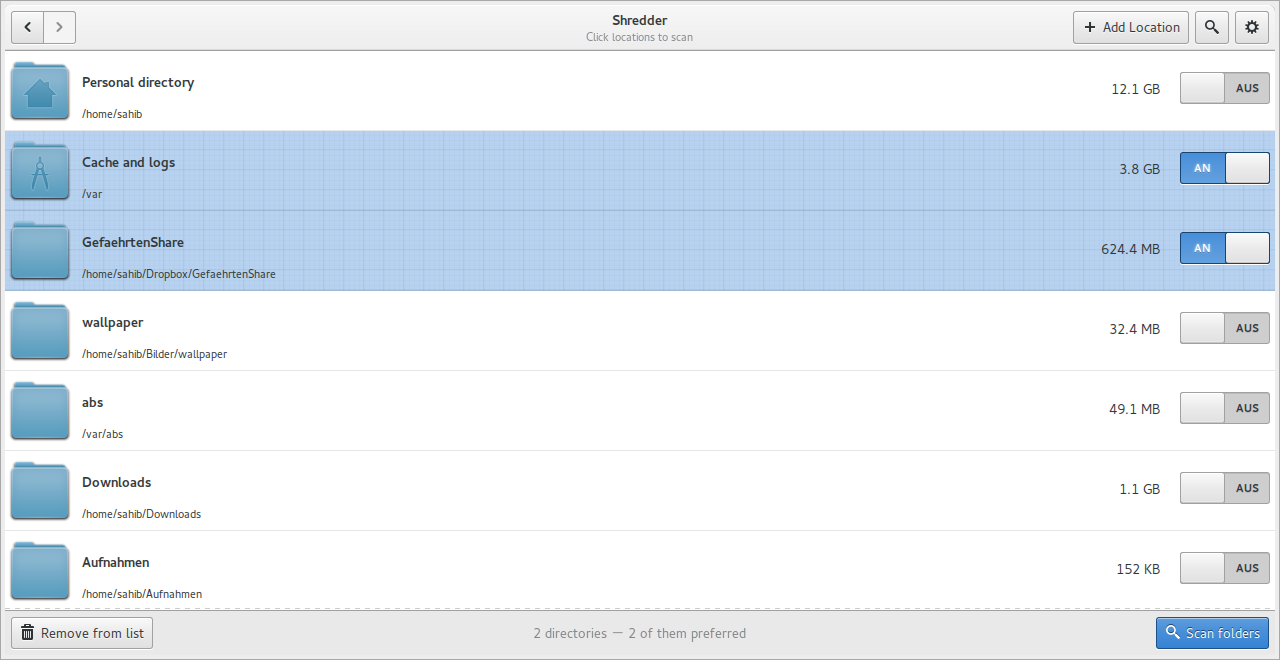 Shredder
Click locations to scan
Add Location
Personal directory
/home/sahib
12.1 GB
AUS
Cache and logs
/var
3.8 GB
AN
GefaehrtenShare
/home/sahib/Dropbox/GefaehrtenShare
624.4 MB
AN
wallpaper
/home/sahib/Bilder/wallpaper
32.4 MB
AUS
abs
/var/abs
49.1 MB
AUS
Downloads
/home/sahib/Downloads
1.1 GB
AUS
Aufnahmen
/home/sahib/Aufnahmen
152 KB
AUS
Remove from list
2 directories — 2 of them preferred
Scan folders